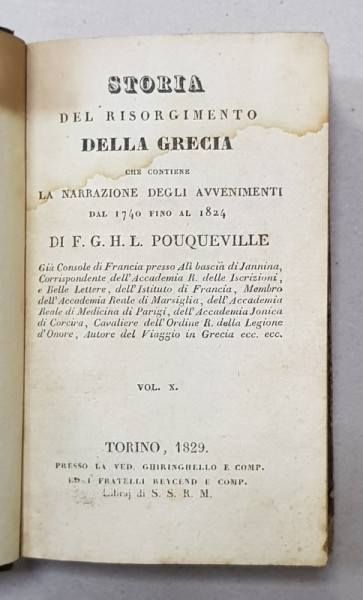 STORIA
DEL RISORGIMENTO
DELLA GRECIA
CHE CONTIENE
LA NARRAZIONE DEGLI AVVENIMENTI
DAL 1740 FINO AL 1824
DI F. G. H. L. POUQUEVILLE
Già Console di Francia presso Alì bascià di Jannina,
Corrispondente dell'Accademia R. delle Iscrizioni,
e Belle Lettere, dell'Istituto di Francia, Membro
dell'Accademia Reale di Marsiglia, dell'Accademia
Reale di Medicina di Parigi, dell'Accademia Jonica
di Corcira, Cavaliere dell'Ordine R. della Legione
d'Onore, Autore del Viaggio in Grecia ecc. ecc.
VOL. X.
TORINO, 1829.
PRESSO LA VED. GHIRINGHELLO E COMP.
ED I FRATELLI REYCEND E COMP.
Libraj di S. S. R. M.